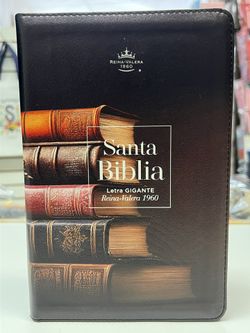 REINA-VALERA
1960
Santa
Biblia
Letra GIGANTE
Reina-Valera 1960